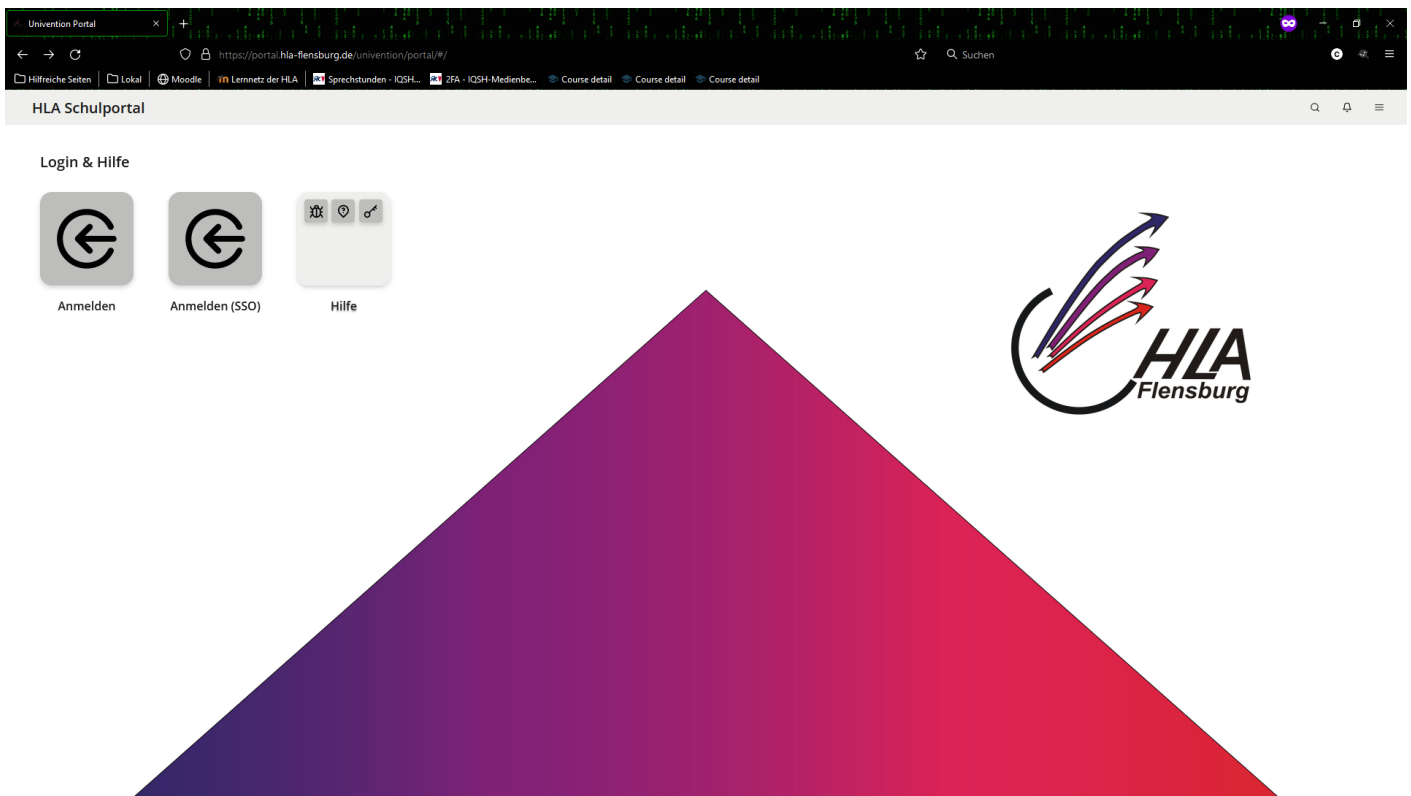 Univention Portal
https://portal.hla-flensburg.de/univention/portal/#/
Suchen
Hilfreiche Seiten Lokal Moodle Lernnetz der HLA Sprechstunden - IQSH... 2FA - IQSH-Medienbe... Course detail Course detail Course detail
HLA Schulportal
Login & Hilfe
Anmelden Anmelden (SSO) Hilfe
HLA
Flensburg